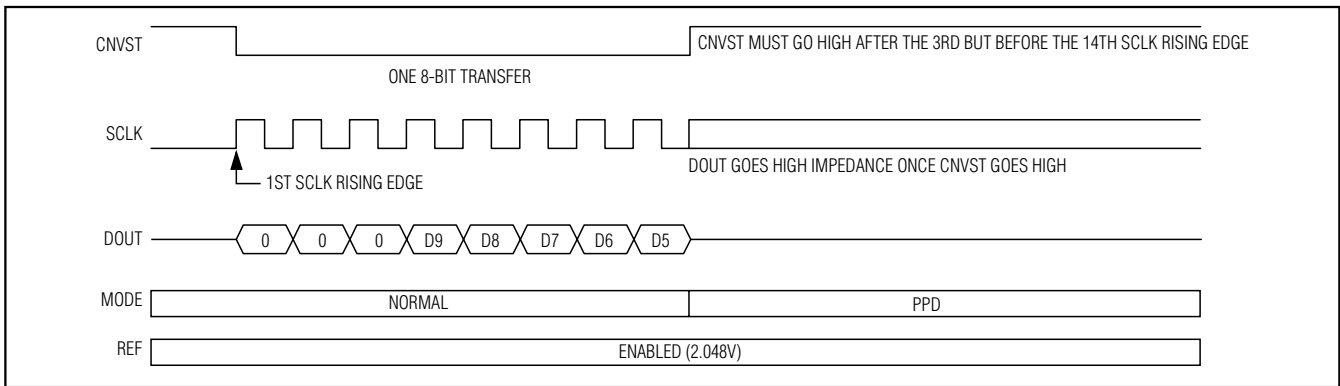 CNVST
CNVST MUST GO HIGH AFTER THE 3RD BUT BEFORE THE 14TH SCLK RISING EDGE
ONE 8-BIT TRANSFER
SCLK
DOUT GOES HIGH IMPEDANCE ONCE CNVST GOES HIGH
1ST SCLK RISING EDGE
DOUT 0 0 0 D9 D8 D7 D6 D5
MODE NORMAL PPD
REF ENABLED (2.048V)